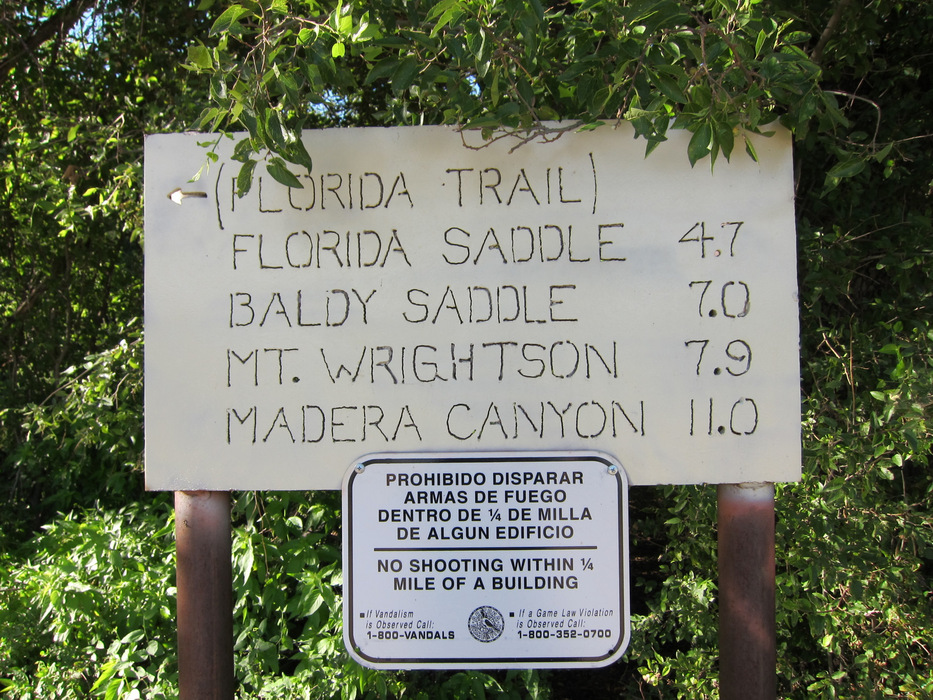 (FLORIDA TRAIL)
FLORIDA SADDLE 4.7
BALDY SADDLE 7.0
MT. WRIGHTSON 7.9
MADERA CANYON 11.0
PROHIBIDO DISPARAR
ARMAS DE FUEGO
DENTRO DE ¼ DE MILLA
DE ALGUN EDIFICIO
NO SHOOTING WITHIN ¼
MILE OF A BUILDING
If Vandalism
is Observed Call:
1-800-VANDALS
If a Game Law Violation
is Observed Call:
1-800-352-0700